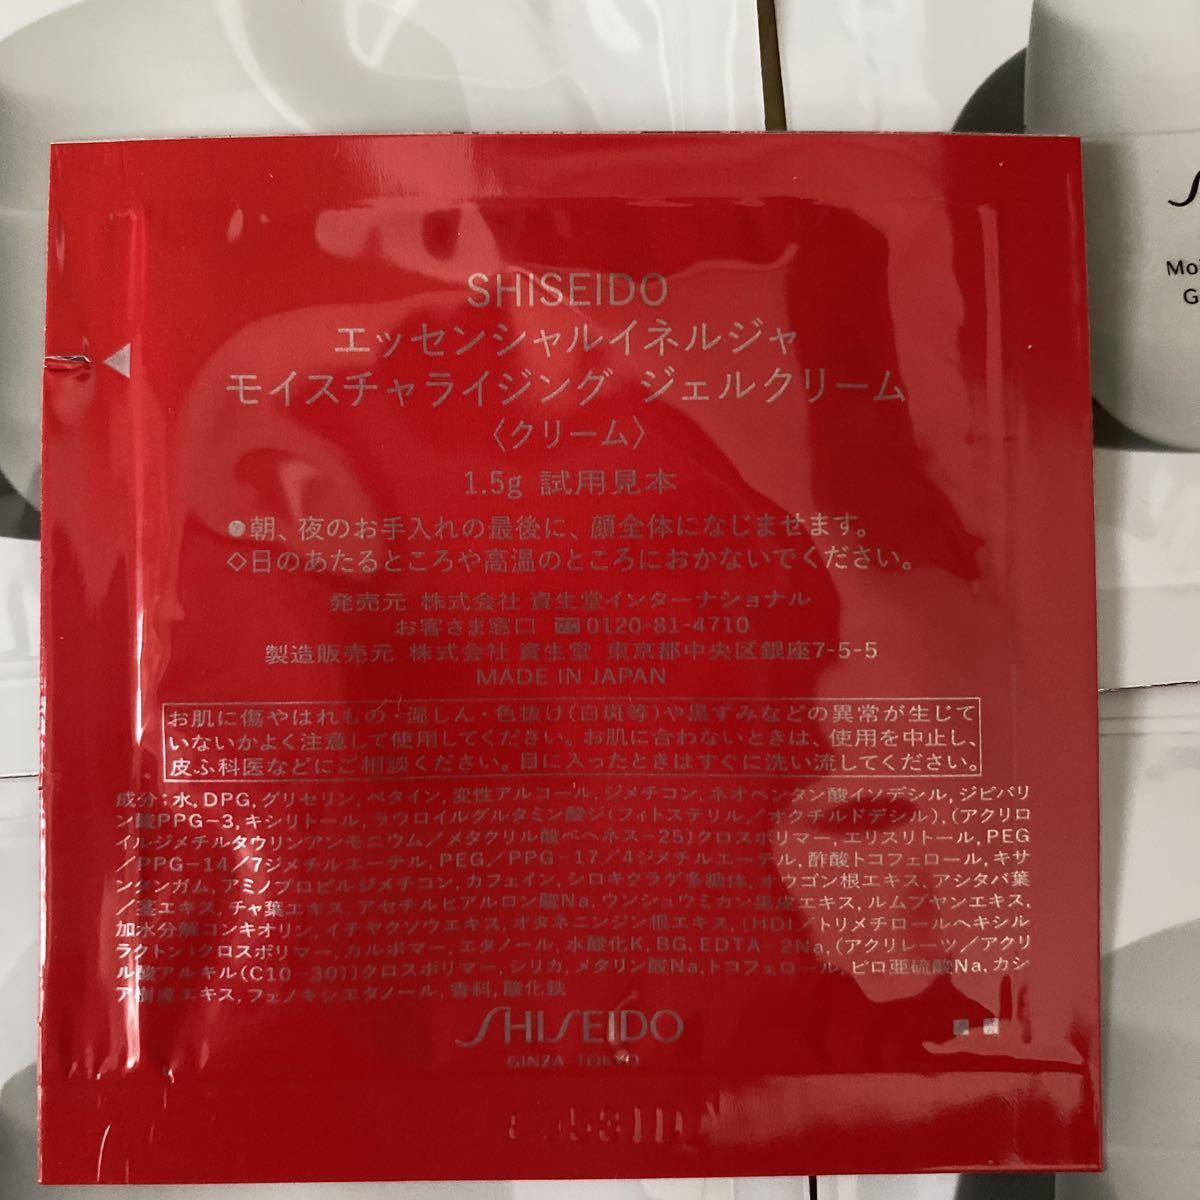 SHISEIDO
エッセンシャルイネルジャ
モイスチャライジング ジェルクリーム
〈クリーム〉
1.5g 試用見本
●朝、夜のお手入れの最後に、顔全体になじませます。
◇日のあたるところや高温のところにおかないでください。
発売元 株式会社 資生堂インターナショナル
お客さま窓口 0120-81-4710
製造販売元 株式会社 資生堂 東京都中央区銀座7-5-5
MADE IN JAPAN
お肌に傷やはれもの・湿しん・色抜け(白斑等)や黒ずみなどの異常が生じて
いないかよく注意して使用してください。お肌に合わないときは、使用を中止し、
皮ふ科医などにご相談ください。目に入ったときはすぐに洗い流してください。
成分:水,DPG,グリセリン,ベタイン,変性アルコール,ジメチコン,ネオペンタン酸イソデシル,ジピバリ
ン酸PPG-3,キシリトール,ラウロイルグルタミン酸ジ(フィトステリル/オクチルドデシル),(アクリロ
イルジメチルタウリンアンモニウム/メタクリル酸ベヘネス-25)クロスポリマー,エリスリトール,PEG
/PPG-14/7ジメチルエーテル,PEG/PPG-17/4ジメチルエーテル,酢酸トコフェロール,キサ
ンタンガム,アミノプロピルジメチコン,カフェイン,シロキクラゲ多糖体,オウゴン根エキス,アシタバ葉
/茎エキス,チャ葉エキス,アセチルヒアルロン酸Na,ウンシュウミカン果皮エキス,ルムプヤンエキス,
加水分解コンキオリン,イチヤクソウエキス,オタネニンジン根エキス,(HDI/トリメチロールヘキシル
ラクトン)クロスポリマー,カルボマー,エタノール,水酸化K,BG,EDTA-2Na,(アクリレーツ/アクリ
ル酸アルキル(C10-30))クロスポリマー,シリカ,メタリン酸Na,トコフェロール,ピロ亜硫酸Na,カシ
ア樹皮エキス,フェノキシエタノール,香料,酸化鉄
SHISEIDO
GINZA TOKYO
Moi
G